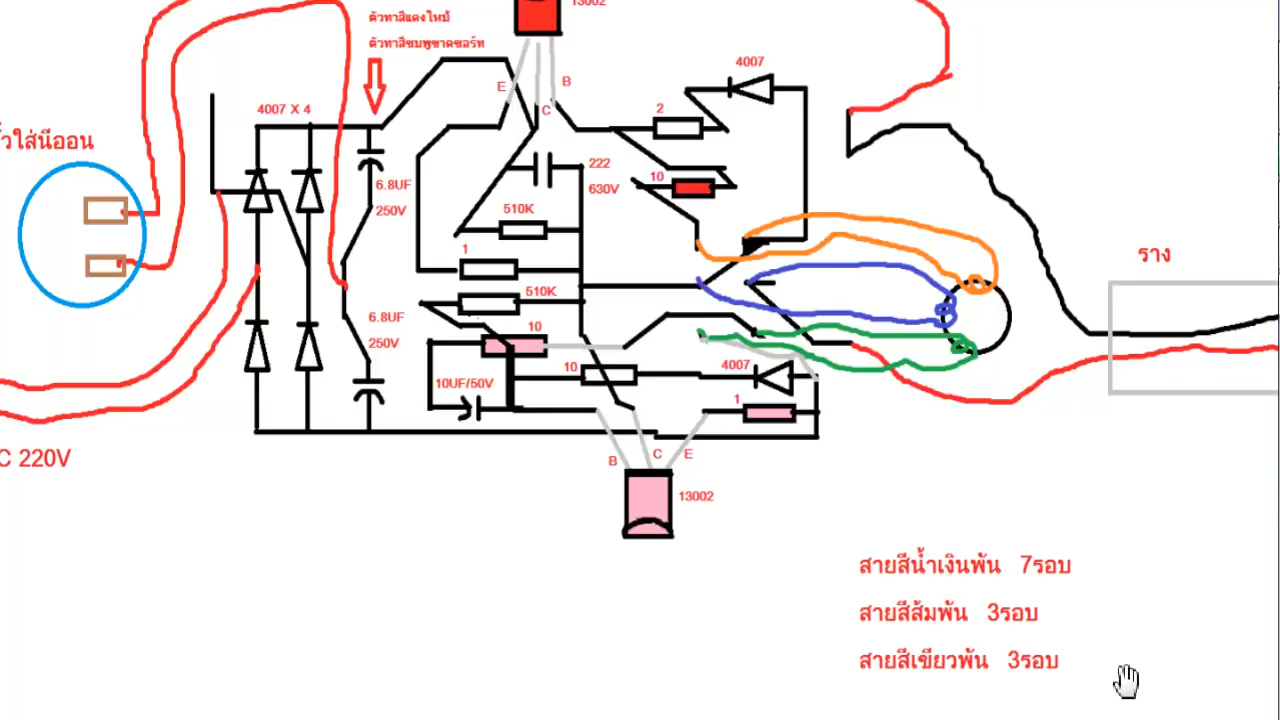 ตัวทาสีแดงไหม้
ตัวทาสีชมพูขาดชอร์ท
13002
4007 X 4
ใส่นีออน
E
C
B
4007
2
10
222
630V
6.8UF
250V
510K
1
510K
ราง
6.8UF
250V
10
10
4007
10UF/50V
1
C 220V
B
C
E
13002
สายสีน้ำเงินพัน 7รอบ
สายสีส้มพัน 3รอบ
สายสีเขียวพัน 3รอบ